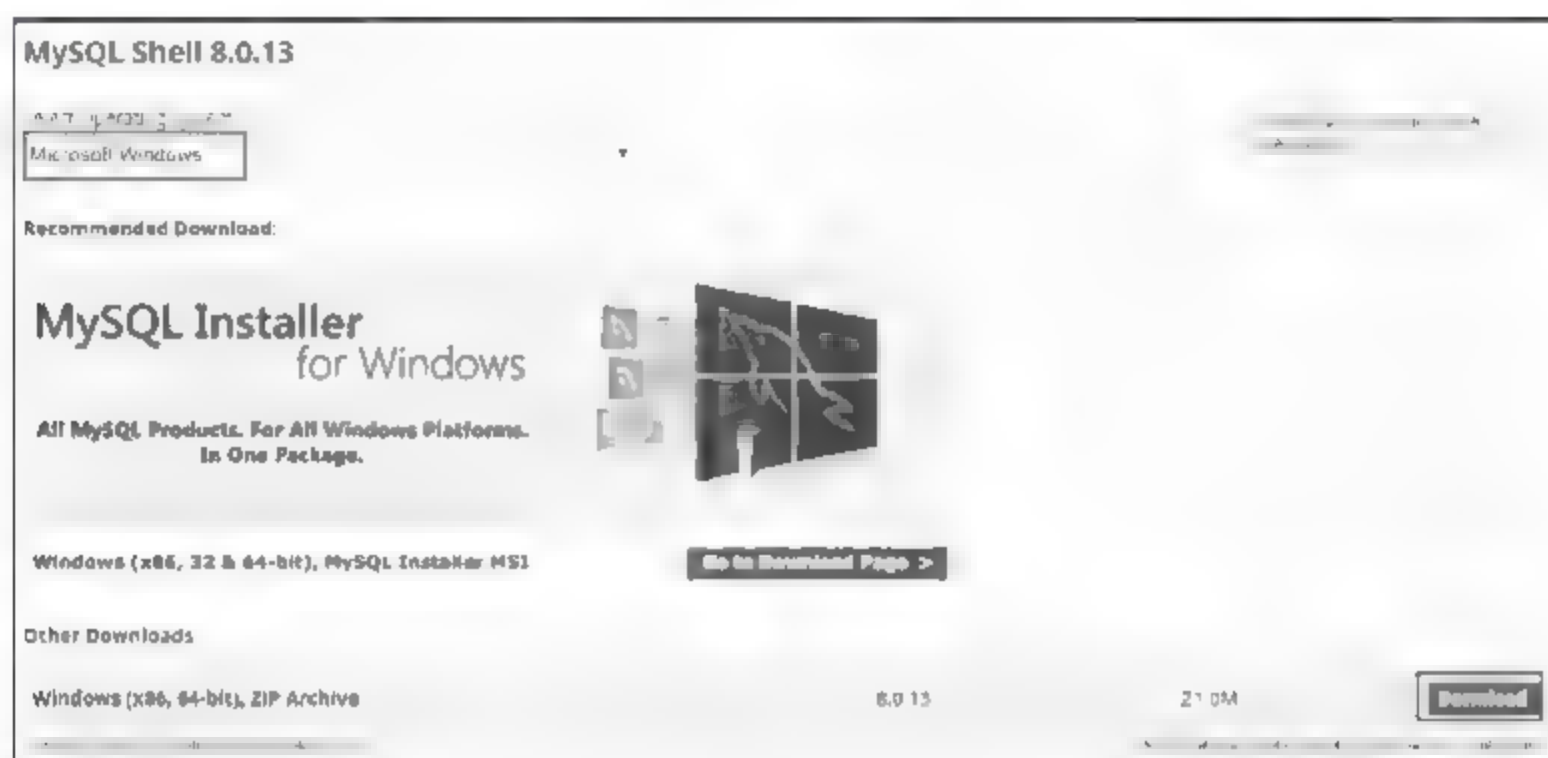 MySQL Shell 8.0.13
Microsoft Windows
Recommended Download:
MySQL Installer
for Windows
All MySQL Products. For All Windows Platforms.
In One Package.
Windows (x86, 32 & 64-bit), MySQL Installer MSI
Go to Download Page >
Other Downloads
Windows (x86, 64-bit), ZIP Archive 8.0.13 21.0M Download